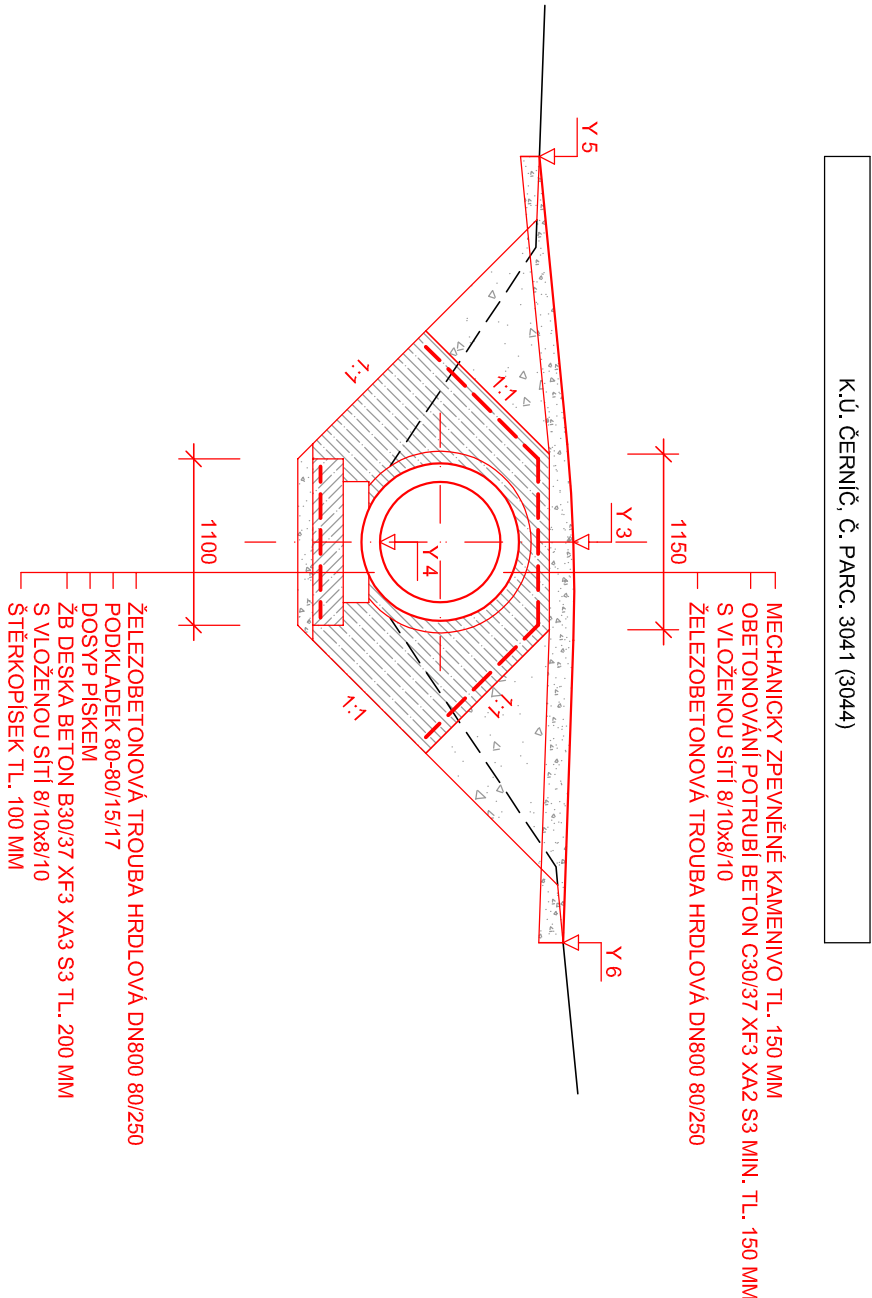 K.Ú. ČERNÍČ, Č. PARC. 3041 (3044)
MECHANICKY ZPEVNĚNÉ KAMENIVO TL. 150 MM
OBETONOVÁNÍ POTRUBÍ BETON C30/37 XF3 XA2 S3 MIN. TL. 150 MM
S VLOŽENOU SÍTÍ 8/10x8/10
ŽELEZOBETONOVÁ TROUBA HRDLOVÁ DN800 80/250
1150
Y 5
Y 3
Y 6
1:1
1:1
Y 4
1:1
1:1
1100
ŽELEZOBETONOVÁ TROUBA HRDLOVÁ DN800 80/250
PODKLADEK 80-80/15/17
DOSYP PÍSKEM
ŽB DESKA BETON B30/37 XF3 XA3 S3 TL. 200 MM
S VLOŽENOU SÍTÍ 8/10x8/10
ŠTĚRKOPÍSEK TL. 100 MM